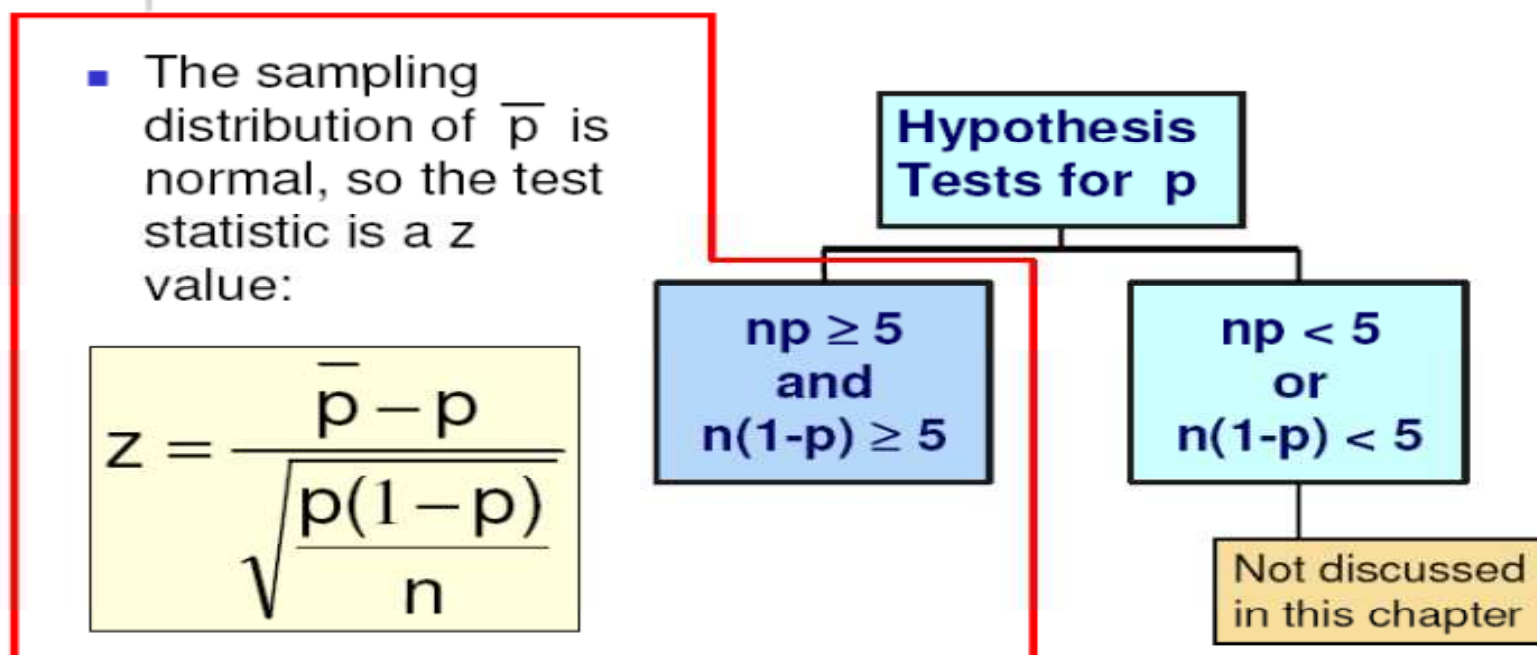 The sampling
distribution of p̅ is
normal, so the test
statistic is a z
value:
z = (p̅ − p) / √(p(1 − p) / n)
Hypothesis
Tests for p
np ≥ 5
and
n(1-p) ≥ 5
np < 5
or
n(1-p) < 5
Not discussed
in this chapter